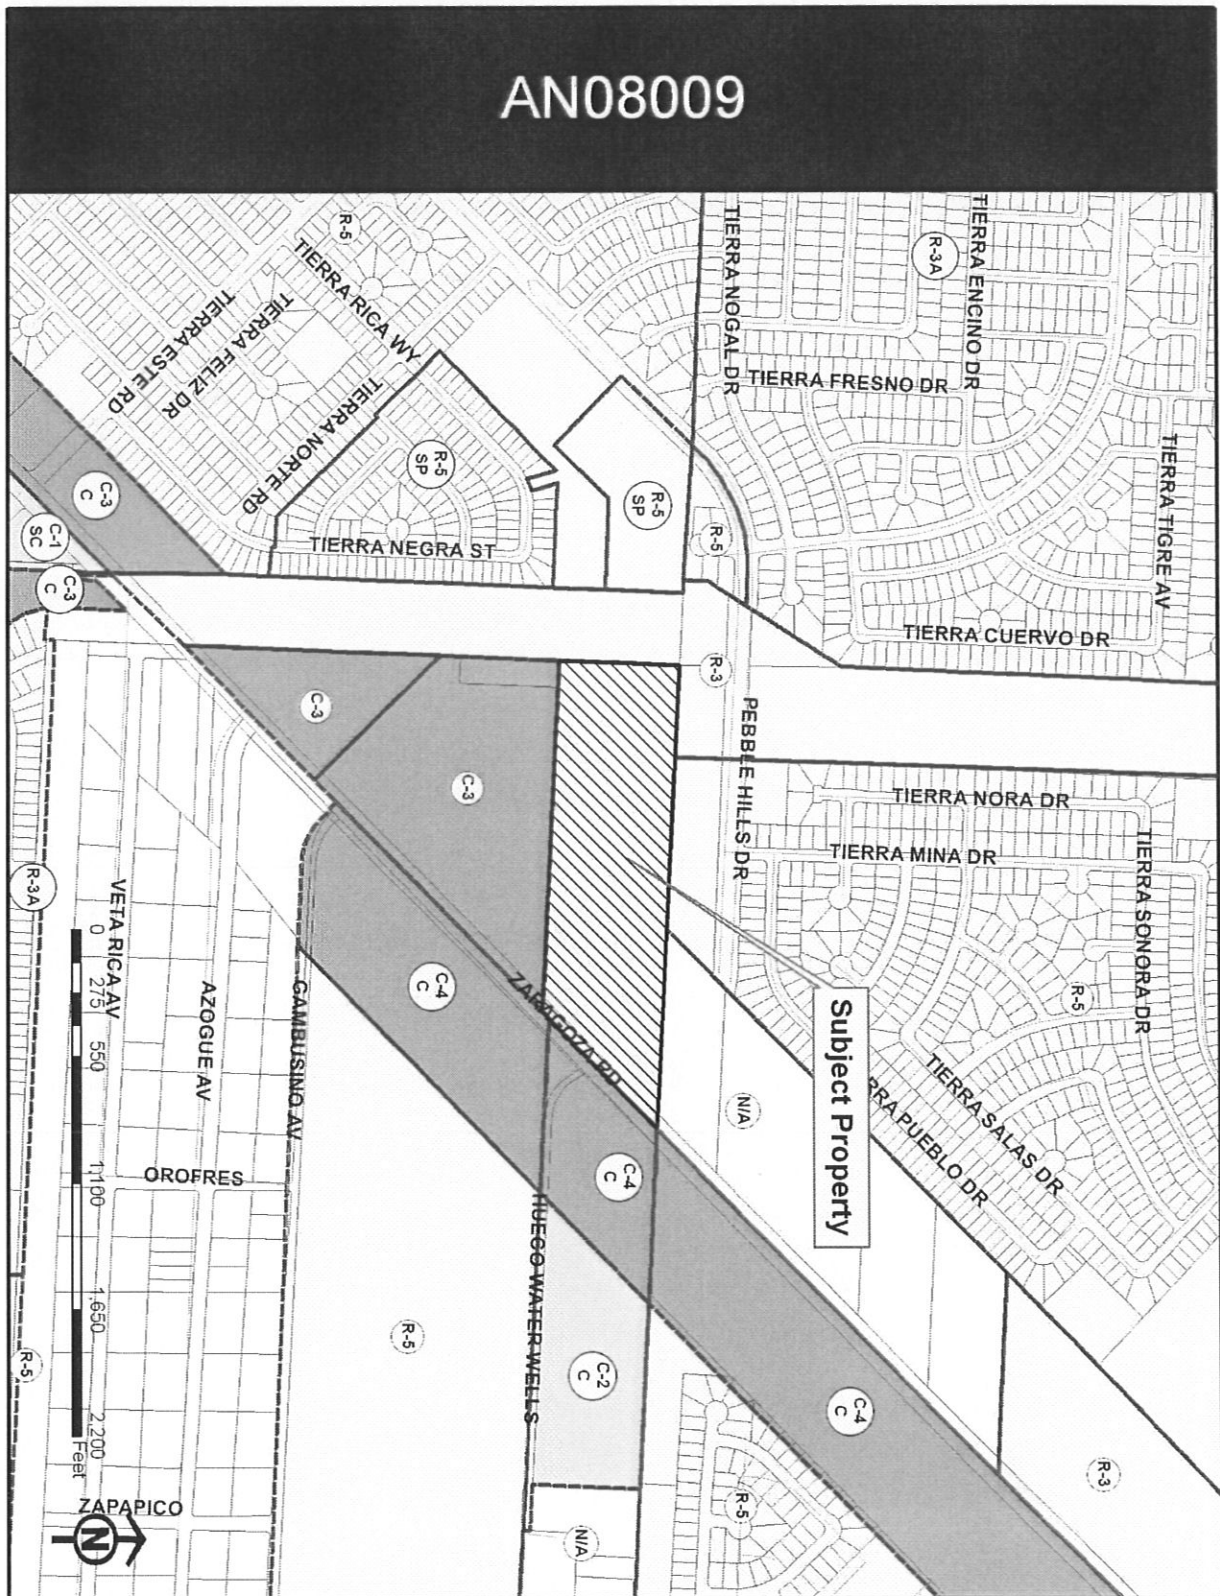 AN08009
TIERRA NOGAL DR
TIERRA ENCINO DR
R-3A
R-5
TIERRA RICA WY
TIERRA FELIZ DR
TIERRA ESTE RD
TIERRA NORTE RD
TIERRA FRESNO DR
TIERRA TIGRE AV
R-5
SP
R-5
SP
R-5
C-3
C
C-1
SC
C-3
C
TIERRA NEGRA ST
TIERRA CUERVO DR
R-3
C-3
C-3
PEBBLE HILLS DR
TIERRA NORA DR
TIERRA MINA DR
TIERRA SONORA DR
R-5
R-3A
VETA RICA AV
AZOGUE AV
GAMBUSINO AV
C-4
C
ZARAGOZA RD
Subject Property
N/A
RRA PUEBLO DR
TIERRA SALAS DR
OROFRES
C-4
C
HUECO WATER WELLS
R-5
C-2
C
C-4
C
R-3
R-5
R-5
N/A
0 275 550 1,100 1,650 2,200
Feet
ZAPAPICO
N